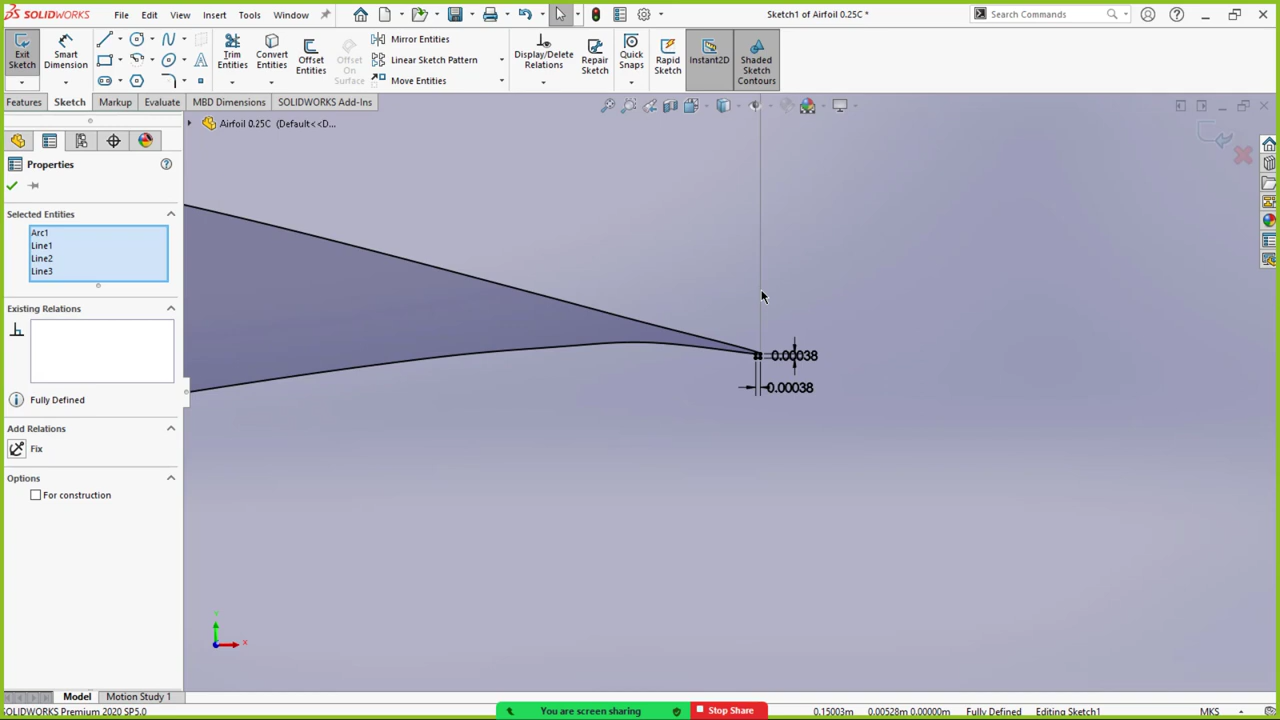 SOLIDWORKS
File Edit View Insert Tools Window
Sketch1 of Airfoil 0.25C *
Search Commands
Exit Sketch
Smart Dimension
Trim Entities
Convert Entities
Offset Entities
Offset On Surface
Mirror Entities
Linear Sketch Pattern
Move Entities
Display/Delete Relations
Repair Sketch
Quick Snaps
Rapid Sketch
Instant2D
Shaded Sketch Contours
Features Sketch Markup Evaluate MBD Dimensions SOLIDWORKS Add-Ins
Airfoil 0.25C (Default<<D...
Properties
Selected Entities
Arc1
Line1
Line2
Line3
Existing Relations
Fully Defined
Add Relations
Fix
Options
For construction
0.00038
0.00038
Y
X
Model Motion Study 1
SOLIDWORKS Premium 2020 SP5.0
You are screen sharing
Stop Share
0.15003m 0.00528m 0.00000m Fully Defined Editing Sketch1 MKS